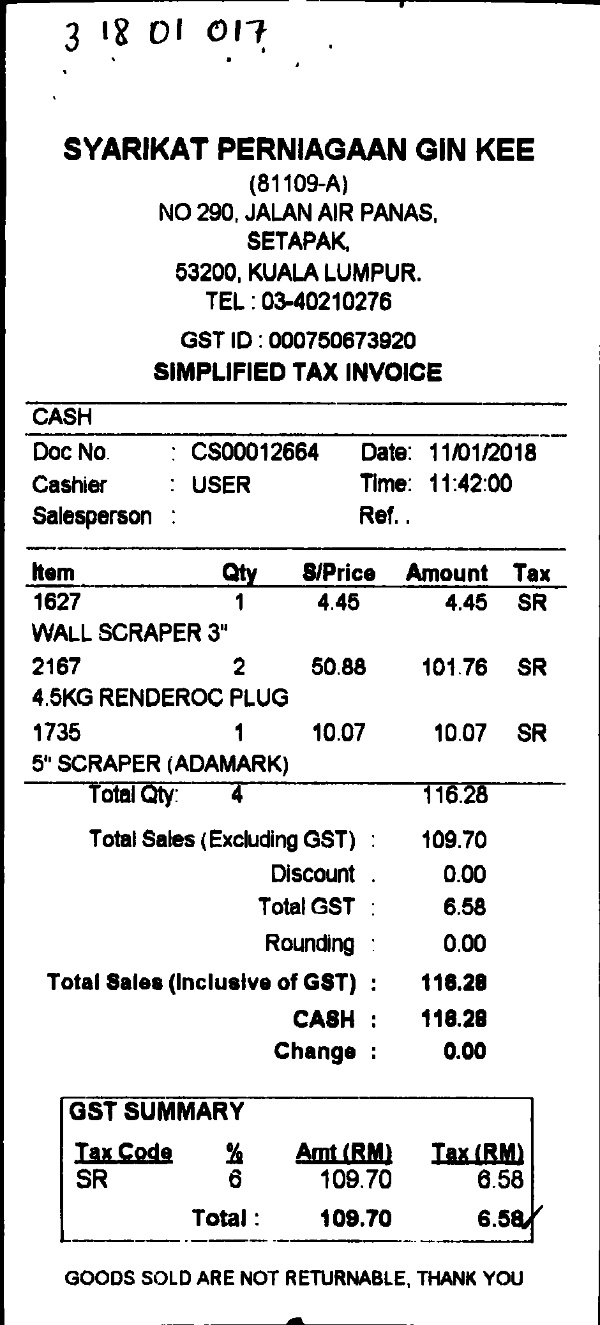 3 18 01 017
SYARIKAT PERNIAGAAN GIN KEE
(81109-A)
NO 290, JALAN AIR PANAS,
SETAPAK,
53200, KUALA LUMPUR.
TEL : 03-40210276
GST ID : 000750673920
SIMPLIFIED TAX INVOICE
CASH
Doc No. : CS00012664 Date: 11/01/2018
Cashier : USER Time: 11:42:00
Salesperson : Ref. .
Item Qty S/Price Amount Tax
1627 1 4.45 4.45 SR
WALL SCRAPER 3"
2167 2 50.88 101.76 SR
4.5KG RENDEROC PLUG
1735 1 10.07 10.07 SR
5" SCRAPER (ADAMARK)
Total Qty: 4 116.28
Total Sales (Excluding GST) : 109.70
Discount . 0.00
Total GST : 6.58
Rounding : 0.00
Total Sales (Inclusive of GST) : 116.28
CASH : 116.28
Change : 0.00
GST SUMMARY
Tax Code % Amt (RM) Tax (RM)
SR 6 109.70 6.58
Total : 109.70 6.58
GOODS SOLD ARE NOT RETURNABLE, THANK YOU